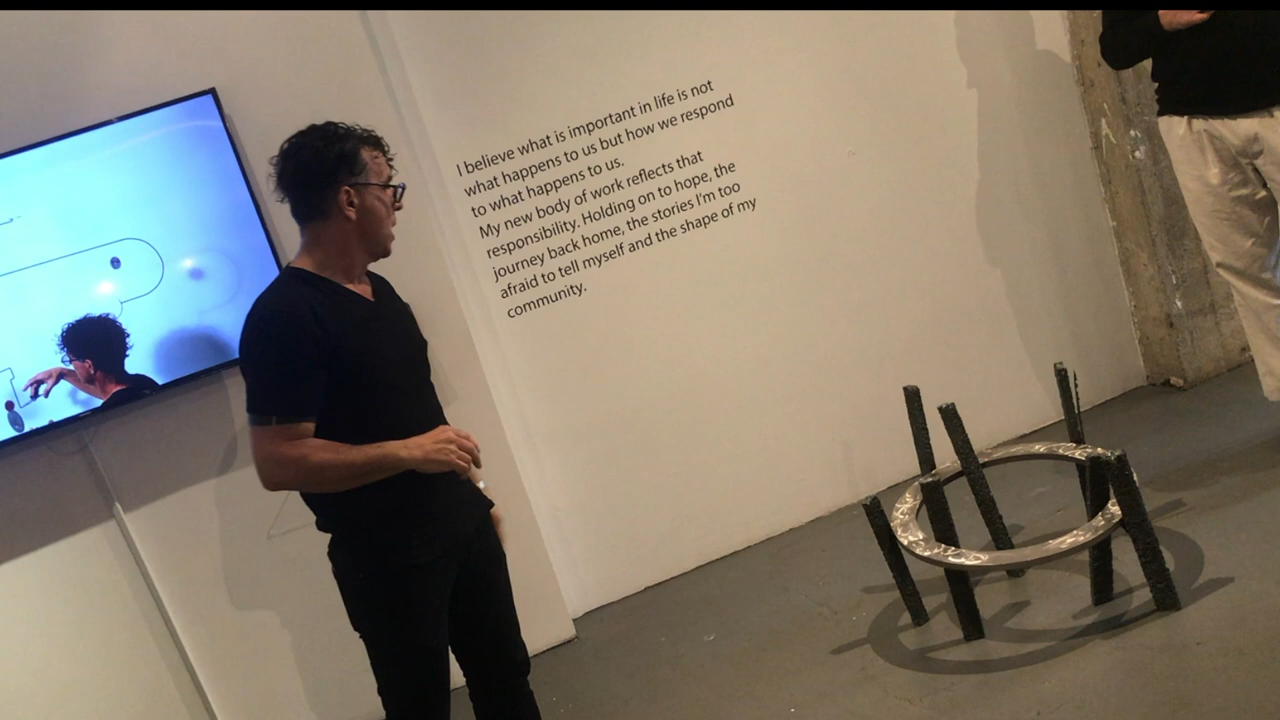 I believe what is important in life is not
what happens to us but how we respond
to what happens to us.
My new body of work reflects that
responsibility. Holding on to hope, the
journey back home, the stories I'm too
afraid to tell myself and the shape of my
community.